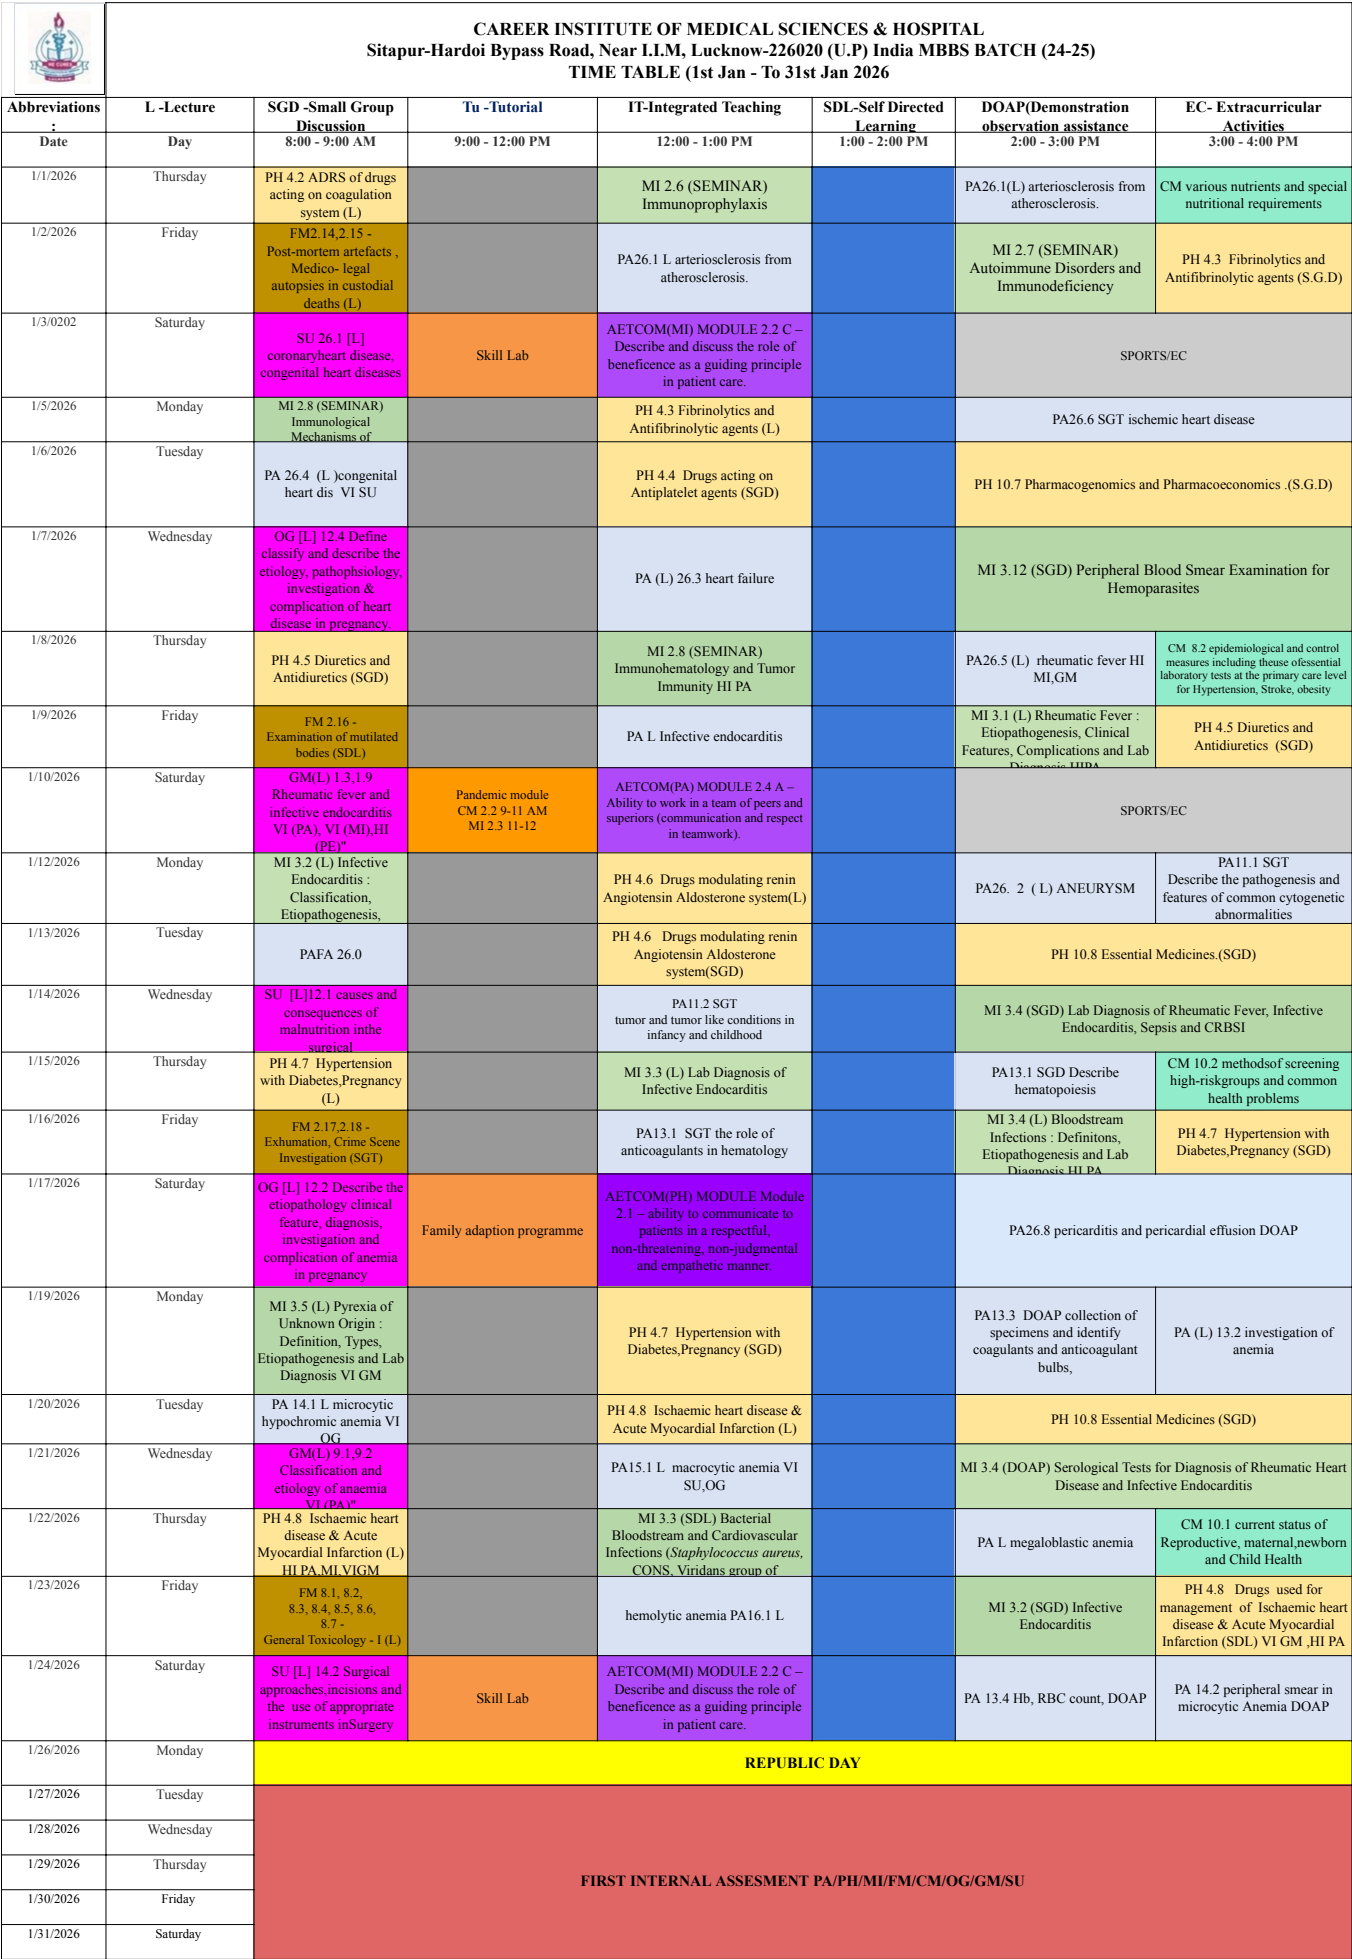 CAREER INSTITUTE OF MEDICAL SCIENCES & HOSPITAL
Sitapur-Hardoi Bypass Road, Near I.I.M, Lucknow-226020 (U.P) India MBBS BATCH (24-25)
TIME TABLE (1st Jan - To 31st Jan 2026
Abbreviations
:
L -Lecture
SGD -Small Group
Discussion
Tu -Tutorial
IT-Integrated Teaching
SDL-Self Directed
Learning
DOAP(Demonstration
observation assistance
EC- Extracurricular
Activities
Date
Day
8:00 - 9:00 AM
9:00 - 12:00 PM
12:00 - 1:00 PM
1:00 - 2:00 PM
2:00 - 3:00 PM
3:00 - 4:00 PM
1/1/2026
Thursday
PH 4.2 ADRS of drugs
acting on coagulation
system (L)
MI 2.6 (SEMINAR)
Immunoprophylaxis
PA26.1(L) arteriosclerosis from
atherosclerosis.
CM various nutrients and special
nutritional requirements
1/2/2026
Friday
FM2.14,2.15 -
Post-mortem artefacts ,
Medico- legal
autopsies in custodial
deaths (L)
PA26.1 L arteriosclerosis from
atherosclerosis.
MI 2.7 (SEMINAR)
Autoimmune Disorders and
Immunodeficiency
PH 4.3  Fibrinolytics and
Antifibrinolytic agents (S.G.D)
1/3/0202
Saturday
SU 26.1 [L]
coronaryheart disease,
congenital heart diseases
Skill Lab
AETCOM(MI) MODULE 2.2 C –
Describe and discuss the role of
beneficence as a guiding principle
in patient care.
SPORTS/EC
1/5/2026
Monday
MI 2.8 (SEMINAR)
Immunological
Mechanisms of
PH 4.3 Fibrinolytics and
Antifibrinolytic agents (L)
PA26.6 SGT ischemic heart disease
1/6/2026
Tuesday
PA 26.4  (L )congenital
heart dis  VI SU
PH 4.4  Drugs acting on
Antiplatelet agents (SGD)
PH 10.7 Pharmacogenomics and Pharmacoeconomics .(S.G.D)
1/7/2026
Wednesday
OG [L] 12.4 Define
classify and describe the
etiology, pathophsiology,
investigation &
complication of heart
disease in pregnancy.
PA (L) 26.3 heart failure
MI 3.12 (SGD) Peripheral Blood Smear Examination for
Hemoparasites
1/8/2026
Thursday
PH 4.5 Diuretics and
Antidiuretics (SGD)
MI 2.8 (SEMINAR)
Immunohematology and Tumor
Immunity HI PA
PA26.5 (L)  rheumatic fever HI
MI,GM
CM  8.2 epidemiological and control
measures including theuse ofessential
laboratory tests at the primary care level
for Hypertension, Stroke, obesity
1/9/2026
Friday
FM 2.16 -
Examination of mutilated
bodies (SDL)
PA L Infective endocarditis
MI 3.1 (L) Rheumatic Fever :
Etiopathogenesis, Clinical
Features, Complications and Lab
Diagnosis HIPA
PH 4.5 Diuretics and
Antidiuretics  (SGD)
1/10/2026
Saturday
GM(L) 1.3,1.9
Rheumatic fever and
infective endocarditis
VI (PA), VI (MI),HI
(PE)"
Pandemic module
CM 2.2 9-11 AM
MI 2.3 11-12
AETCOM(PA) MODULE 2.4 A –
Ability to work in a team of peers and
superiors (communication and respect
in teamwork).
SPORTS/EC
1/12/2026
Monday
MI 3.2 (L) Infective
Endocarditis :
Classification,
Etiopathogenesis,
PH 4.6  Drugs modulating renin
Angiotensin Aldosterone system(L)
PA26.  2  ( L) ANEURYSM
PA11.1 SGT
Describe the pathogenesis and
features of common cytogenetic
abnormalities
1/13/2026
Tuesday
PAFA 26.0
PH 4.6   Drugs modulating renin
Angiotensin Aldosterone
system(SGD)
PH 10.8 Essential Medicines.(SGD)
1/14/2026
Wednesday
SU  [L]12.1 causes and
consequences of
malnutrition inthe
surgical
PA11.2 SGT
tumor and tumor like conditions in
infancy and childhood
MI 3.4 (SGD) Lab Diagnosis of Rheumatic Fever, Infective
Endocarditis, Sepsis and CRBSI
1/15/2026
Thursday
PH 4.7  Hypertension
with Diabetes,Pregnancy
(L)
MI 3.3 (L) Lab Diagnosis of
Infective Endocarditis
PA13.1 SGD Describe
hematopoiesis
CM 10.2 methodsof screening
high-riskgroups and common
health problems
1/16/2026
Friday
FM 2.17,2.18 -
Exhumation, Crime Scene
Investigation (SGT)
PA13.1  SGT the role of
anticoagulants in hematology
MI 3.4 (L) Bloodstream
Infections : Definitons,
Etiopathogenesis and Lab
Diagnosis HI PA
PH 4.7  Hypertension with
Diabetes,Pregnancy (SGD)
1/17/2026
Saturday
OG [L] 12.2 Describe the
etiopathology clinical
feature, diagnosis,
investigation and
complication of anemia
in pregnancy
Family adaption programme
AETCOM(PH) MODULE Module
2.1 – ability to communicate to
patients in a respectful,
non-threatening, non-judgmental
and empathetic manner.
PA26.8 pericarditis and pericardial effusion DOAP
1/19/2026
Monday
MI 3.5 (L) Pyrexia of
Unknown Origin :
Definition, Types,
Etiopathogenesis and Lab
Diagnosis VI GM
PH 4.7  Hypertension with
Diabetes,Pregnancy (SGD)
PA13.3  DOAP collection of
specimens and identify
coagulants and anticoagulant
bulbs,
PA (L) 13.2 investigation of
anemia
1/20/2026
Tuesday
PA 14.1 L microcytic
hypochromic anemia VI
OG
PH 4.8  Ischaemic heart disease &
Acute Myocardial Infarction (L)
PH 10.8 Essential Medicines (SGD)
1/21/2026
Wednesday
GM(L) 9.1,9.2
Classification and
etiology of anaemia
VI (PA)"
PA15.1 L  macrocytic anemia VI
SU,OG
MI 3.4 (DOAP) Serological Tests for Diagnosis of Rheumatic Heart
Disease and Infective Endocarditis
1/22/2026
Thursday
PH 4.8  Ischaemic heart
disease & Acute
Myocardial Infarction (L)
HI PA,MI,VIGM
MI 3.3 (SDL) Bacterial
Bloodstream and Cardiovascular
Infections (Staphylococcus aureus,
CONS, Viridans group of
PA L megaloblastic anemia
CM 10.1 current status of
Reproductive, maternal,newborn
and Child Health
1/23/2026
Friday
FM 8.1, 8.2,
8.3, 8.4, 8.5, 8.6,
8.7 -
General Toxicology - I (L)
hemolytic anemia PA16.1 L
MI 3.2 (SGD) Infective
Endocarditis
PH 4.8   Drugs  used for
management  of  Ischaemic heart
disease & Acute Myocardial
Infarction (SDL) VI GM ,HI PA
1/24/2026
Saturday
SU [L] 14.2 Surgical
approaches,incisions and
the  use of appropriate
instruments inSurgery
Skill Lab
AETCOM(MI) MODULE 2.2 C –
Describe and discuss the role of
beneficence as a guiding principle
in patient care.
PA 13.4 Hb, RBC count, DOAP
PA 14.2 peripheral smear in
microcytic Anemia DOAP
1/26/2026
Monday
REPUBLIC DAY
1/27/2026
Tuesday
1/28/2026
Wednesday
1/29/2026
Thursday
FIRST INTERNAL ASSESMENT PA/PH/MI/FM/CM/OG/GM/SU
1/30/2026
Friday
1/31/2026
Saturday